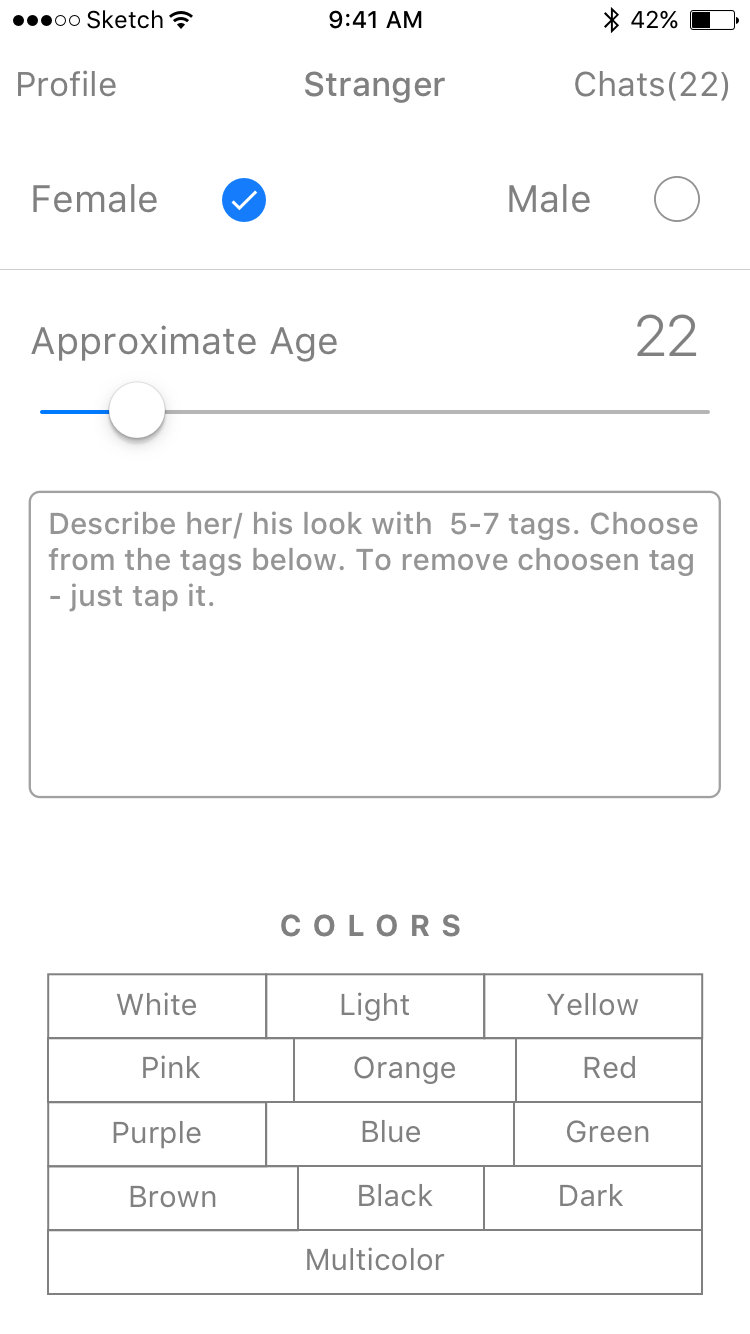 Sketch 9:41 AM 42%
Profile Stranger Chats(22)
Female Male
Approximate Age 22
Describe her/ his look with 5-7 tags. Choose
from the tags below. To remove choosen tag
- just tap it.
COLORS
White Light Yellow
Pink Orange Red
Purple Blue Green
Brown Black Dark
Multicolor